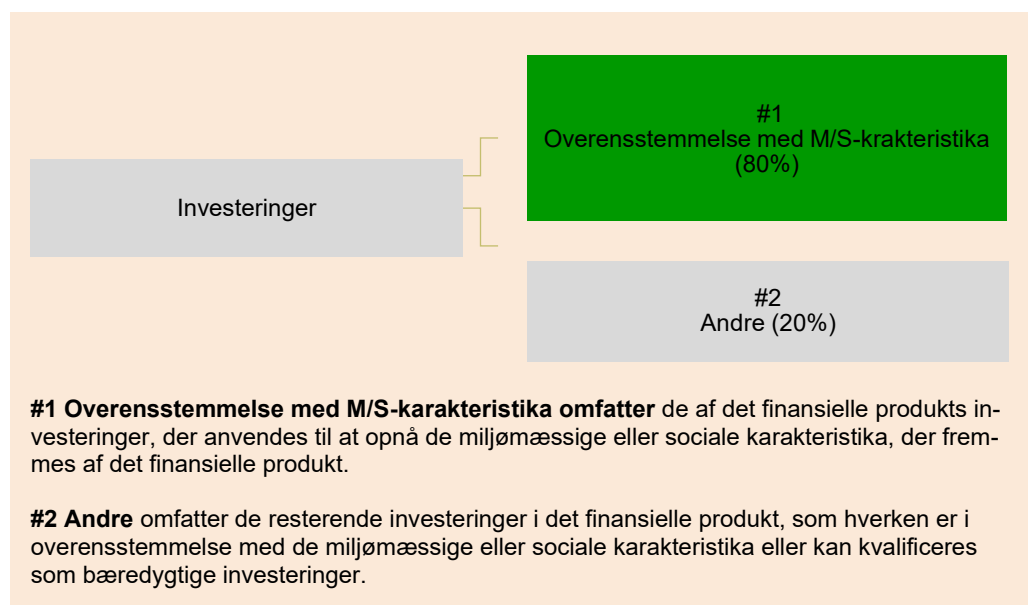 #1
Overensstemmelse med M/S-krakteristika
(80%)
Investeringer
#2
Andre (20%)
#1 Overensstemmelse med M/S-karakteristika omfatter de af det finansielle produkts in-
vesteringer, der anvendes til at opnå de miljømæssige eller sociale karakteristika, der frem-
mes af det finansielle produkt.
#2 Andre omfatter de resterende investeringer i det finansielle produkt, som hverken er i
overensstemmelse med de miljømæssige eller sociale karakteristika eller kan kvalificeres
som bæredygtige investeringer.